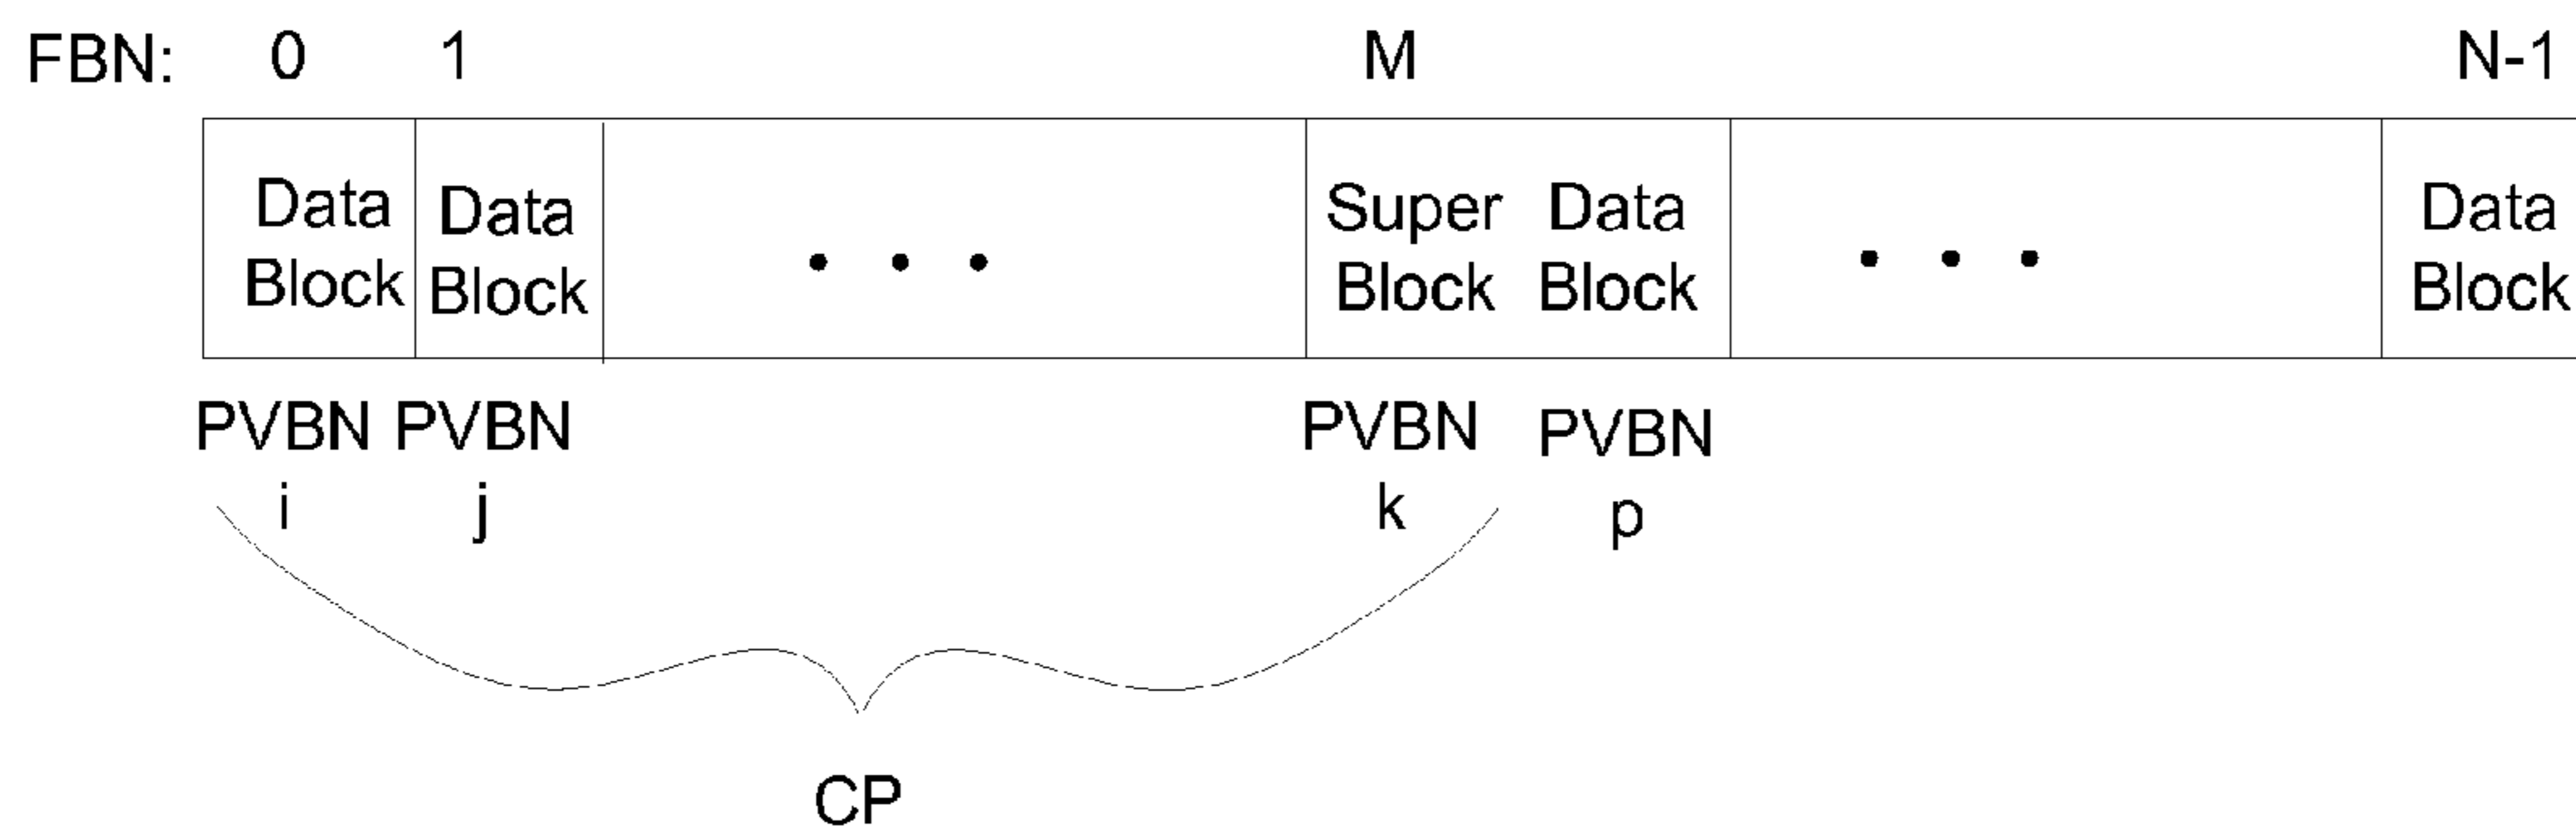 FBN: 0 1 M N-1
Data Data Super Data Data
Block Block Block Block Block
PVBN PVBN PVBN PVBN
i j k p
CP